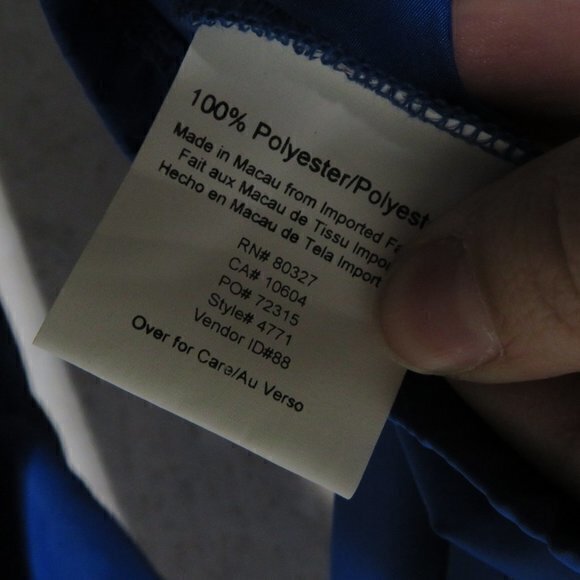 100% Polyester/Polyest
Made in Macau from Imported
Fait aux Macau de Tissu Impor
Hecho en Macau de Tela Import
RN# 80327
CA# 10604
PO# 72315
Style# 4771
Vendor ID#88
Over for Care/Au Verso